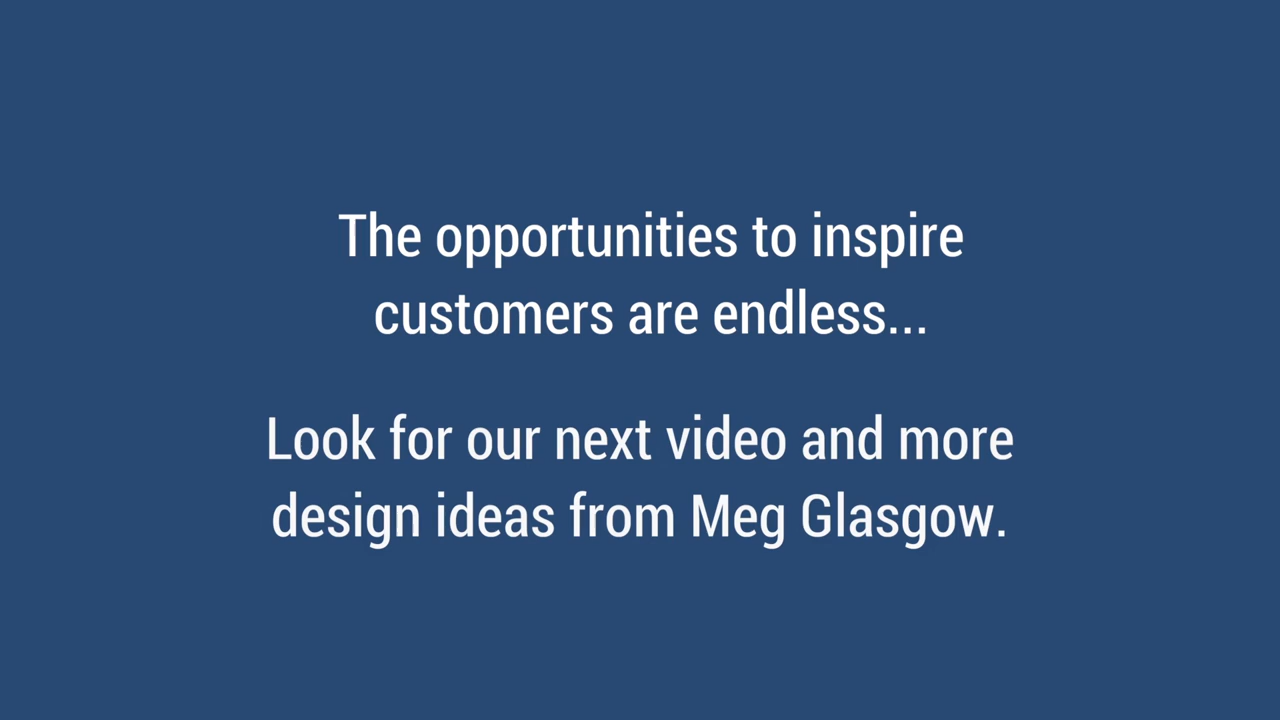 The opportunities to inspire
customers are endless...
Look for our next video and more
design ideas from Meg Glasgow.